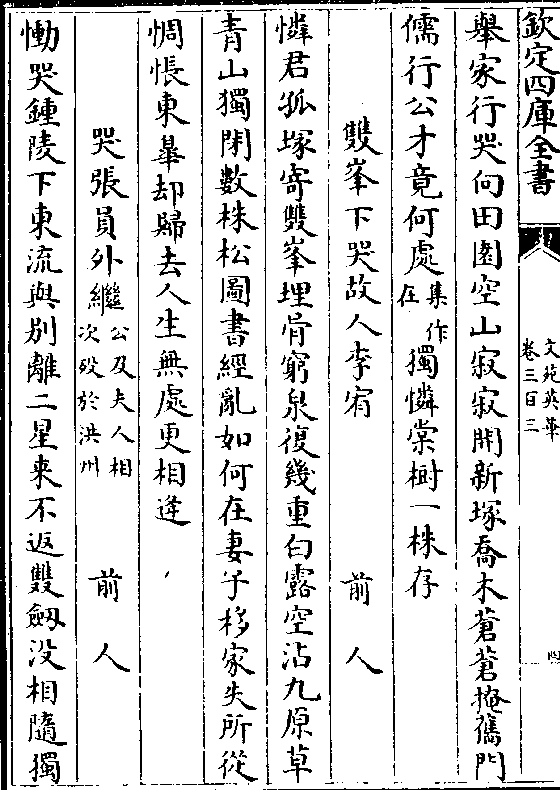 欽定四庫全書
文苑英華
卷三百三
四
舉家行哭向田園空山寂寂開新塚喬木蒼蒼掩舊門
儒行公才竟何處集作在獨憐棠樹一株存
雙峯下哭故人李宥 前人
憐君孤塚寄雙峯埋骨窮泉復幾重白露空沾九原草
青山獨閉數株松圖書經亂如何在妻子移家失所從
惆悵東臯却歸去人生無處更相逢
哭張員外繼公及夫人相次殁於洪州 前人
慟哭鍾陵下東流與别離二星来不返雙劔没相隨獨